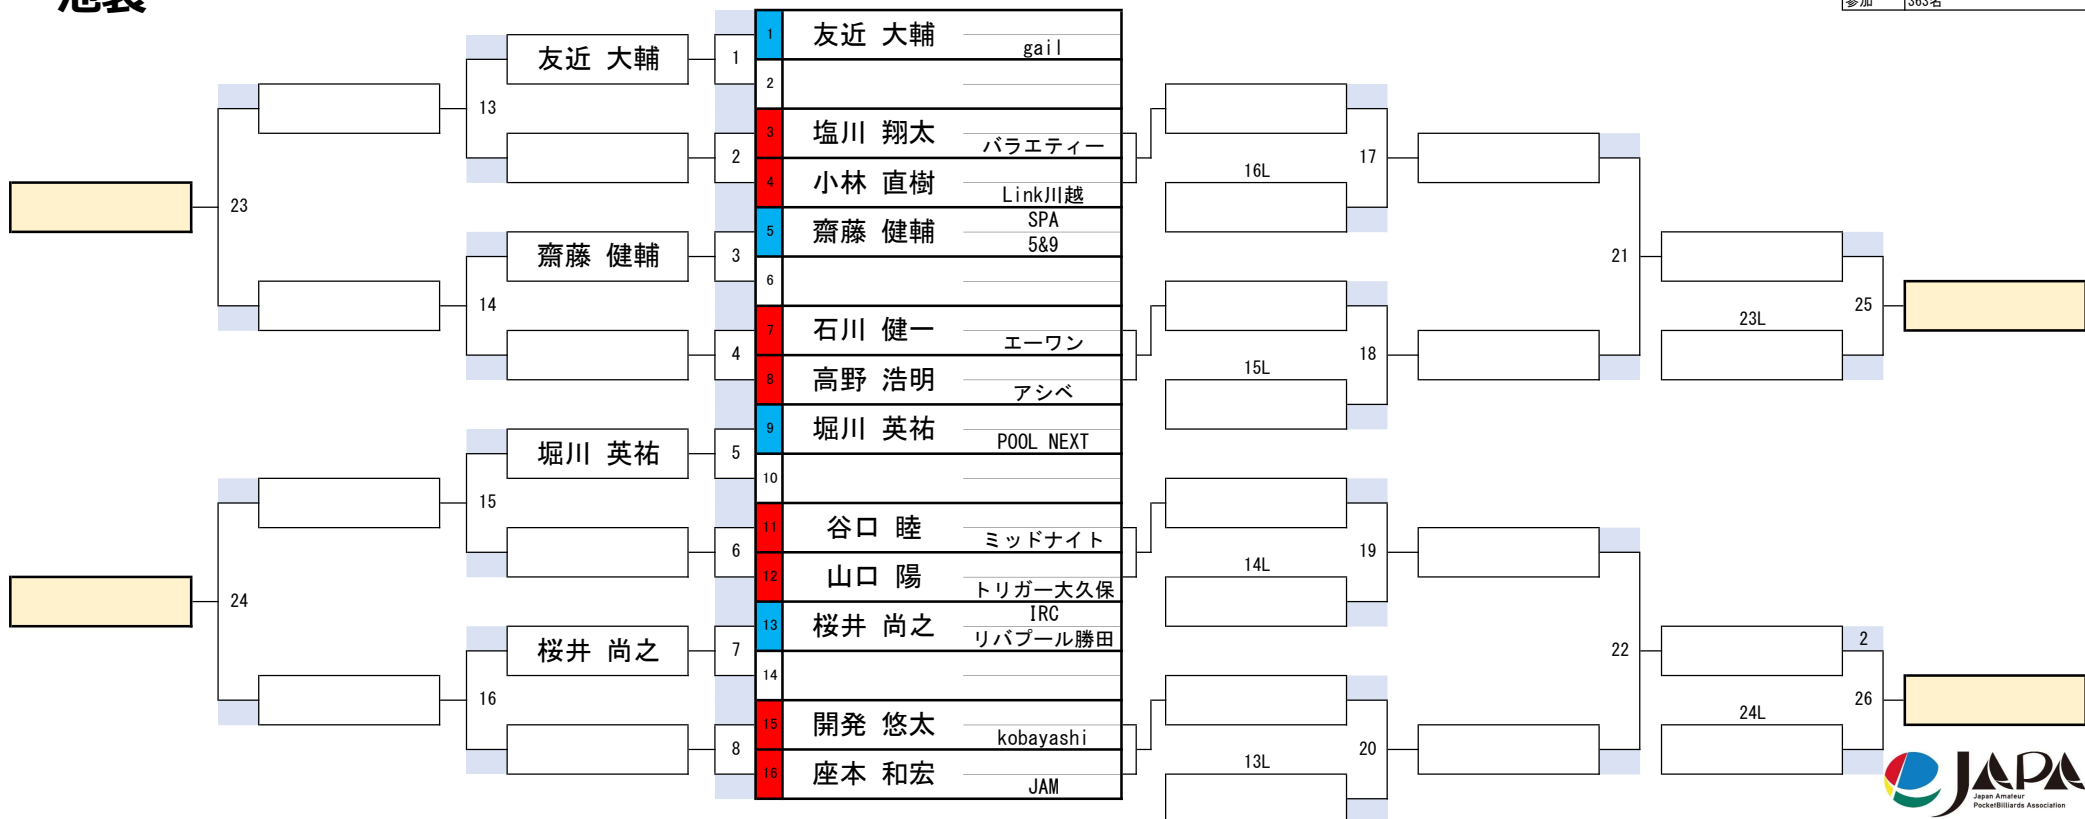 池袋
参加 363名
1 友近 大輔 gail
2
3 塩川 翔太 バラエティー
4 小林 直樹 Link川越
5 齋藤 健輔 SPA 5&9
6
7 石川 健一 エーワン
8 高野 浩明 アシベ
9 堀川 英祐 POOL NEXT
10
11 谷口 睦 ミッドナイト
12 山口 陽 トリガー大久保
13 桜井 尚之 IRC リバプール勝田
14
15 開発 悠太 kobayashi
16 座本 和宏 JAM
友近 大輔 1
2
13
齋藤 健輔 3
4
14
23
堀川 英祐 5
6
15
桜井 尚之 7
8
16
24
16L
17
15L
18
21
23L
25
14L
19
13L
20
22
2
24L
26
JAPA
Japan Amateur
PocketBilliards Association